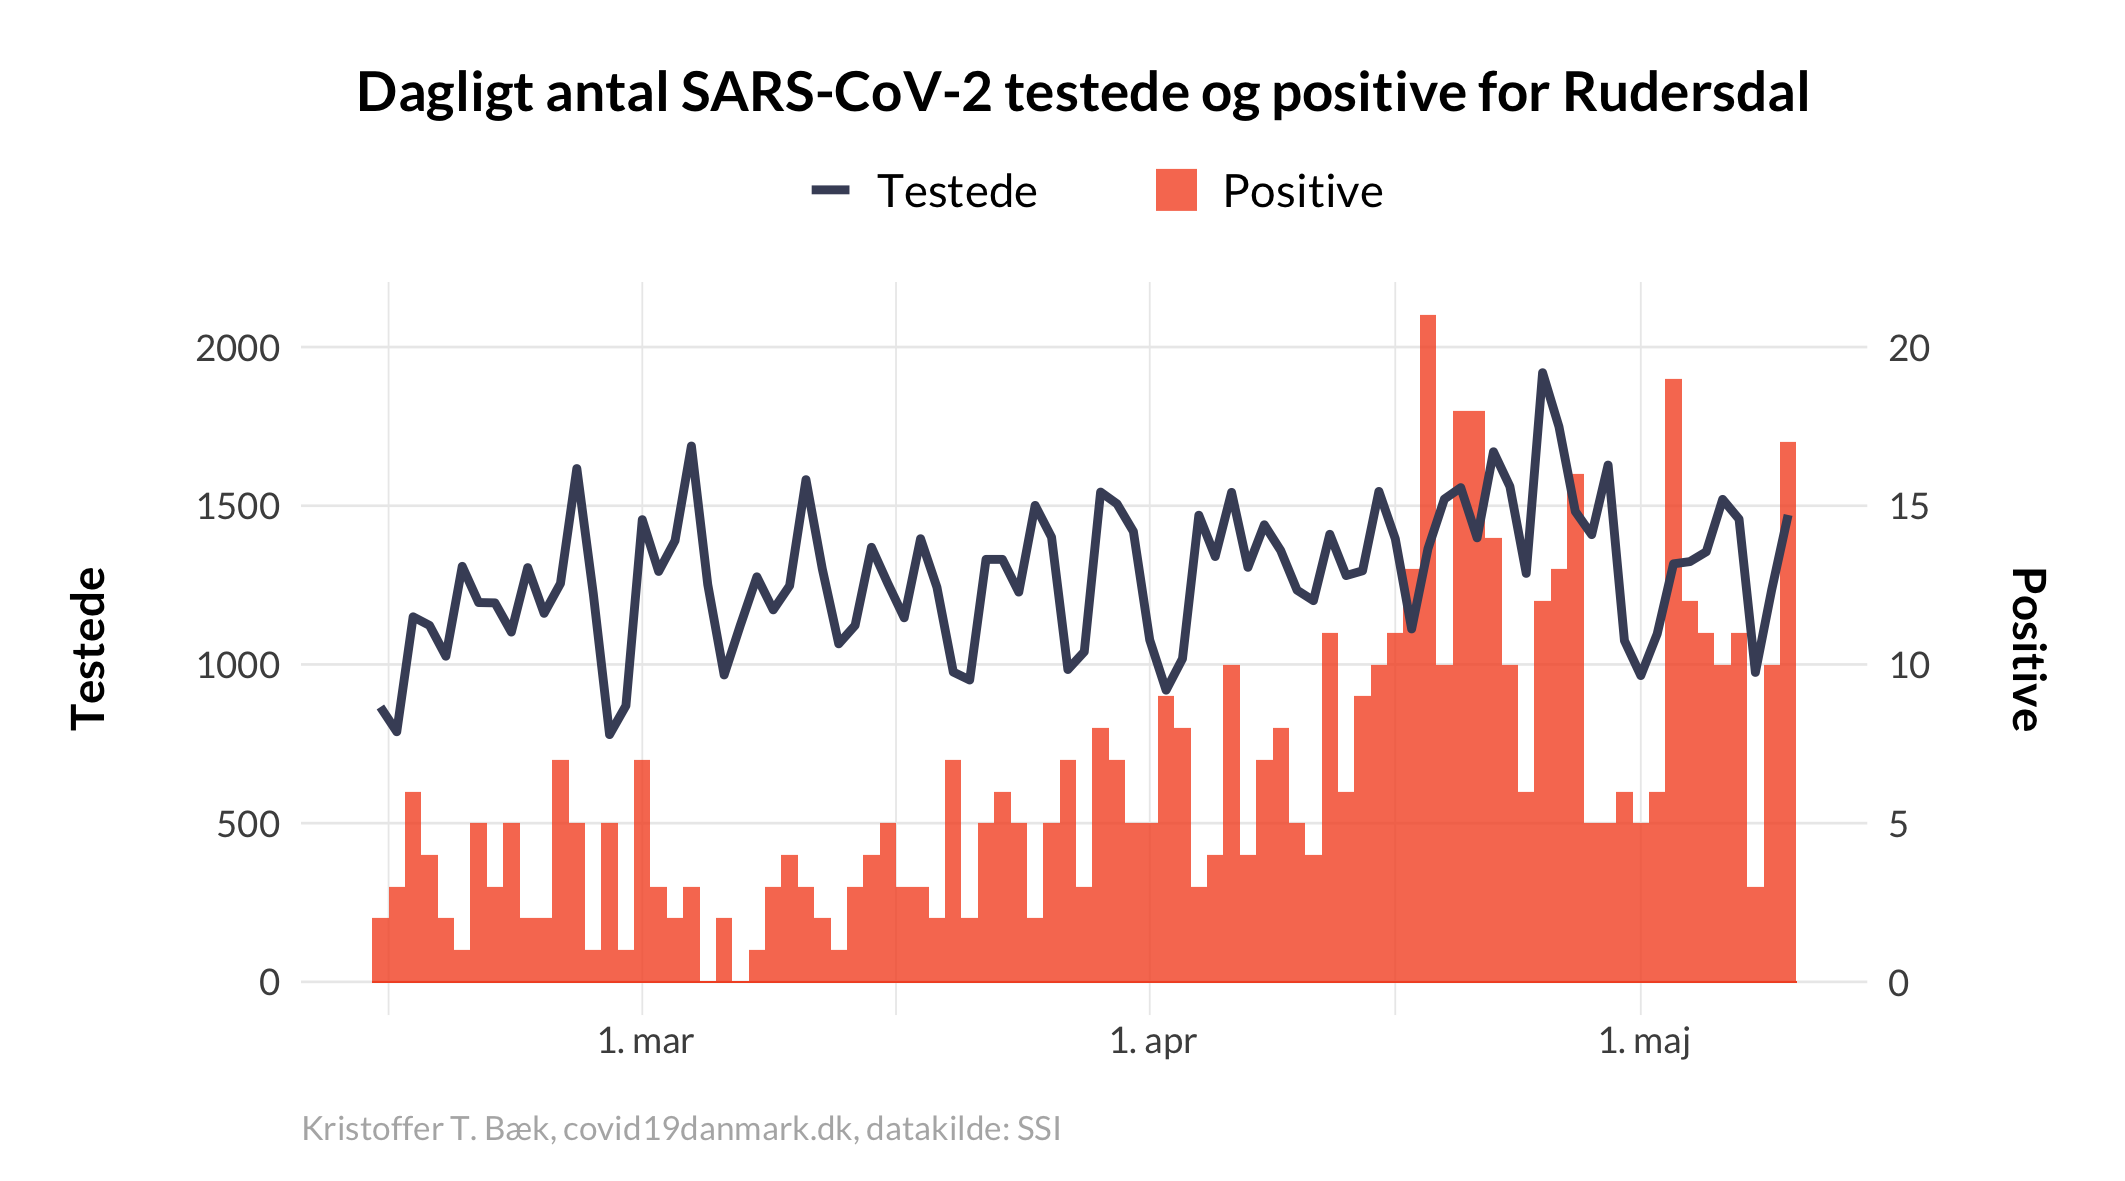 Dagligt antal SARS-CoV-2 testede og positive for Rudersdal
Testede
Positive
2000
1500
1000
500
0
Testede
20
15
10
5
0
Positive
1. mar
1. apr
1. maj
Kristoffer T. Bæk, covid19danmark.dk, datakilde: SSI